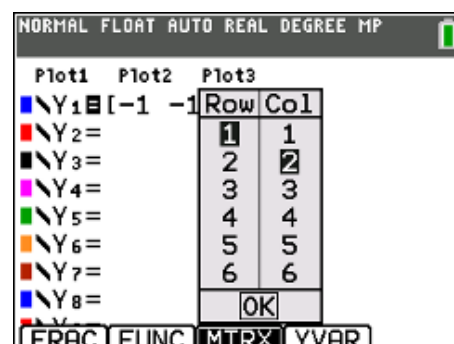 NORMAL FLOAT AUTO REAL DEGREE MP
Plot1 Plot2 Plot3
\Y1=[-1 -1
\Y2=
\Y3=
\Y4=
\Y5=
\Y6=
\Y7=
\Y8=
Row Col
1 1
2 2
3 3
4 4
5 5
6 6
OK
FRAC FUNC MTRX YVAR